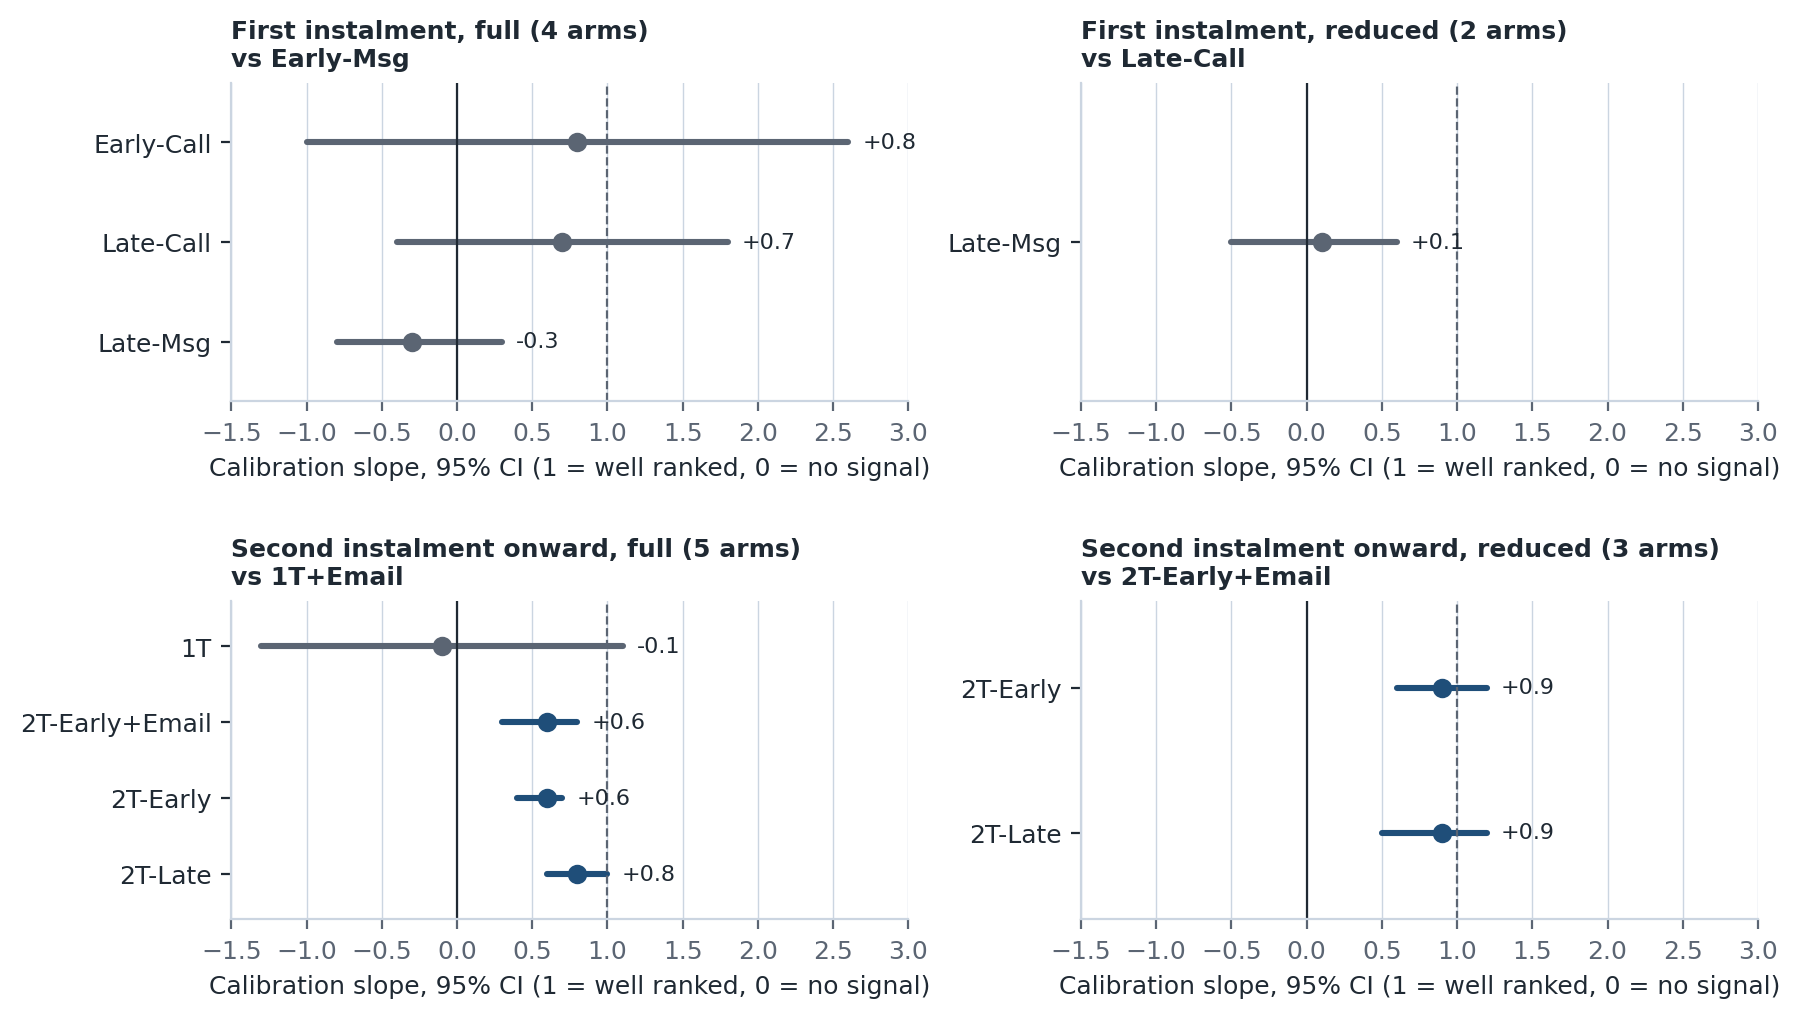 First instalment, full (4 arms)
vs Early-Msg
Early-Call
+0.8
Late-Call
+0.7
Late-Msg
-0.3
−1.5 −1.0 −0.5 0.0 0.5 1.0 1.5 2.0 2.5 3.0
Calibration slope, 95% CI (1 = well ranked, 0 = no signal)
First instalment, reduced (2 arms)
vs Late-Call
Late-Msg
+0.1
−1.5 −1.0 −0.5 0.0 0.5 1.0 1.5 2.0 2.5 3.0
Calibration slope, 95% CI (1 = well ranked, 0 = no signal)
Second instalment onward, full (5 arms)
vs 1T+Email
1T
-0.1
2T-Early+Email
+0.6
2T-Early
+0.6
2T-Late
+0.8
−1.5 −1.0 −0.5 0.0 0.5 1.0 1.5 2.0 2.5 3.0
Calibration slope, 95% CI (1 = well ranked, 0 = no signal)
Second instalment onward, reduced (3 arms)
vs 2T-Early+Email
2T-Early
+0.9
2T-Late
+0.9
−1.5 −1.0 −0.5 0.0 0.5 1.0 1.5 2.0 2.5 3.0
Calibration slope, 95% CI (1 = well ranked, 0 = no signal)